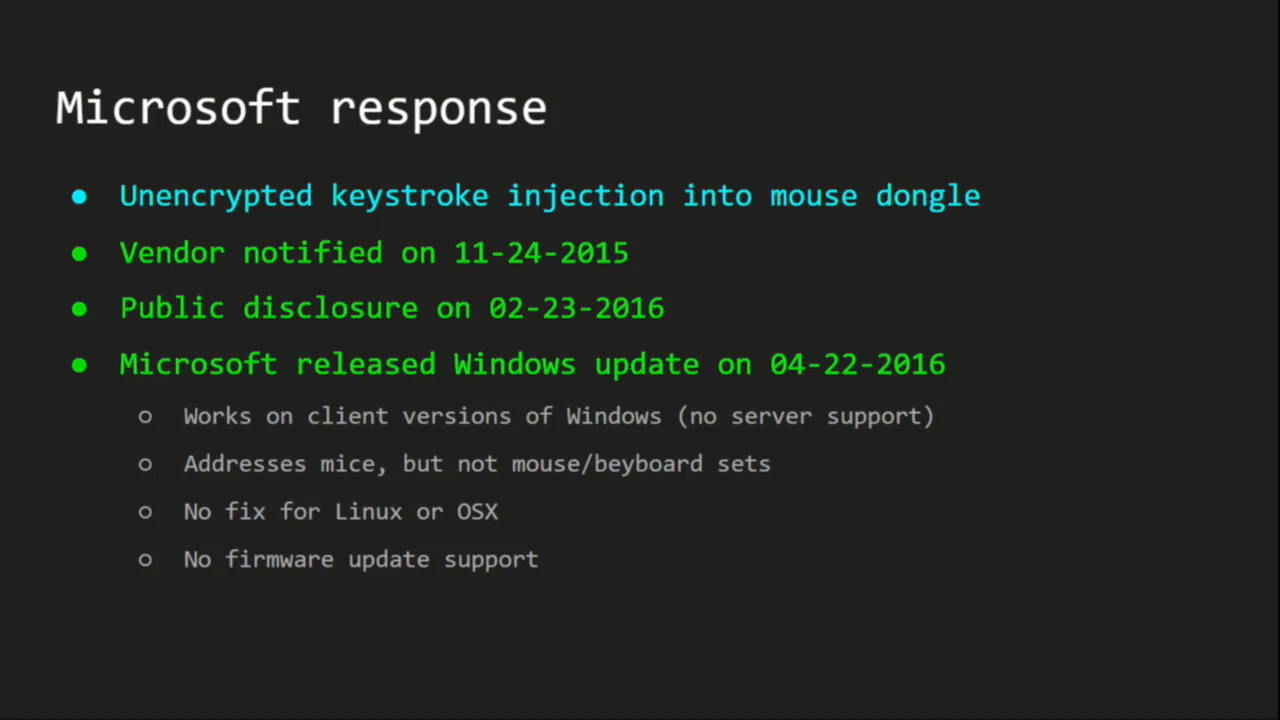 Microsoft response
● Unencrypted keystroke injection into mouse dongle
● Vendor notified on 11-24-2015
● Public disclosure on 02-23-2016
● Microsoft released Windows update on 04-22-2016
○ Works on client versions of Windows (no server support)
○ Addresses mice, but not mouse/beyboard sets
○ No fix for Linux or OSX
○ No firmware update support